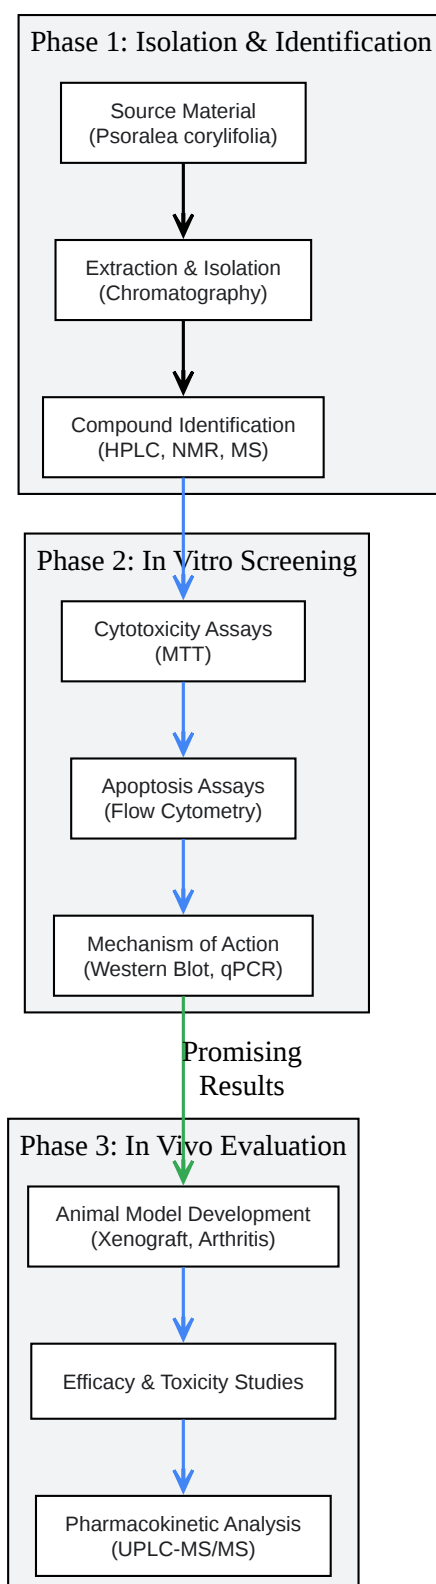 Phase 1: Isolation & Identification
Source Material
(Psoralea corylifolia)
Extraction & Isolation
(Chromatography)
Compound Identification
(HPLC, NMR, MS)
Phase 2: In Vitro Screening
Cytotoxicity Assays
(MTT)
Apoptosis Assays
(Flow Cytometry)
Mechanism of Action
(Western Blot, qPCR)
Promising
Results
Phase 3: In Vivo Evaluation
Animal Model Development
(Xenograft, Arthritis)
Efficacy & Toxicity Studies
Pharmacokinetic Analysis
(UPLC-MS/MS)